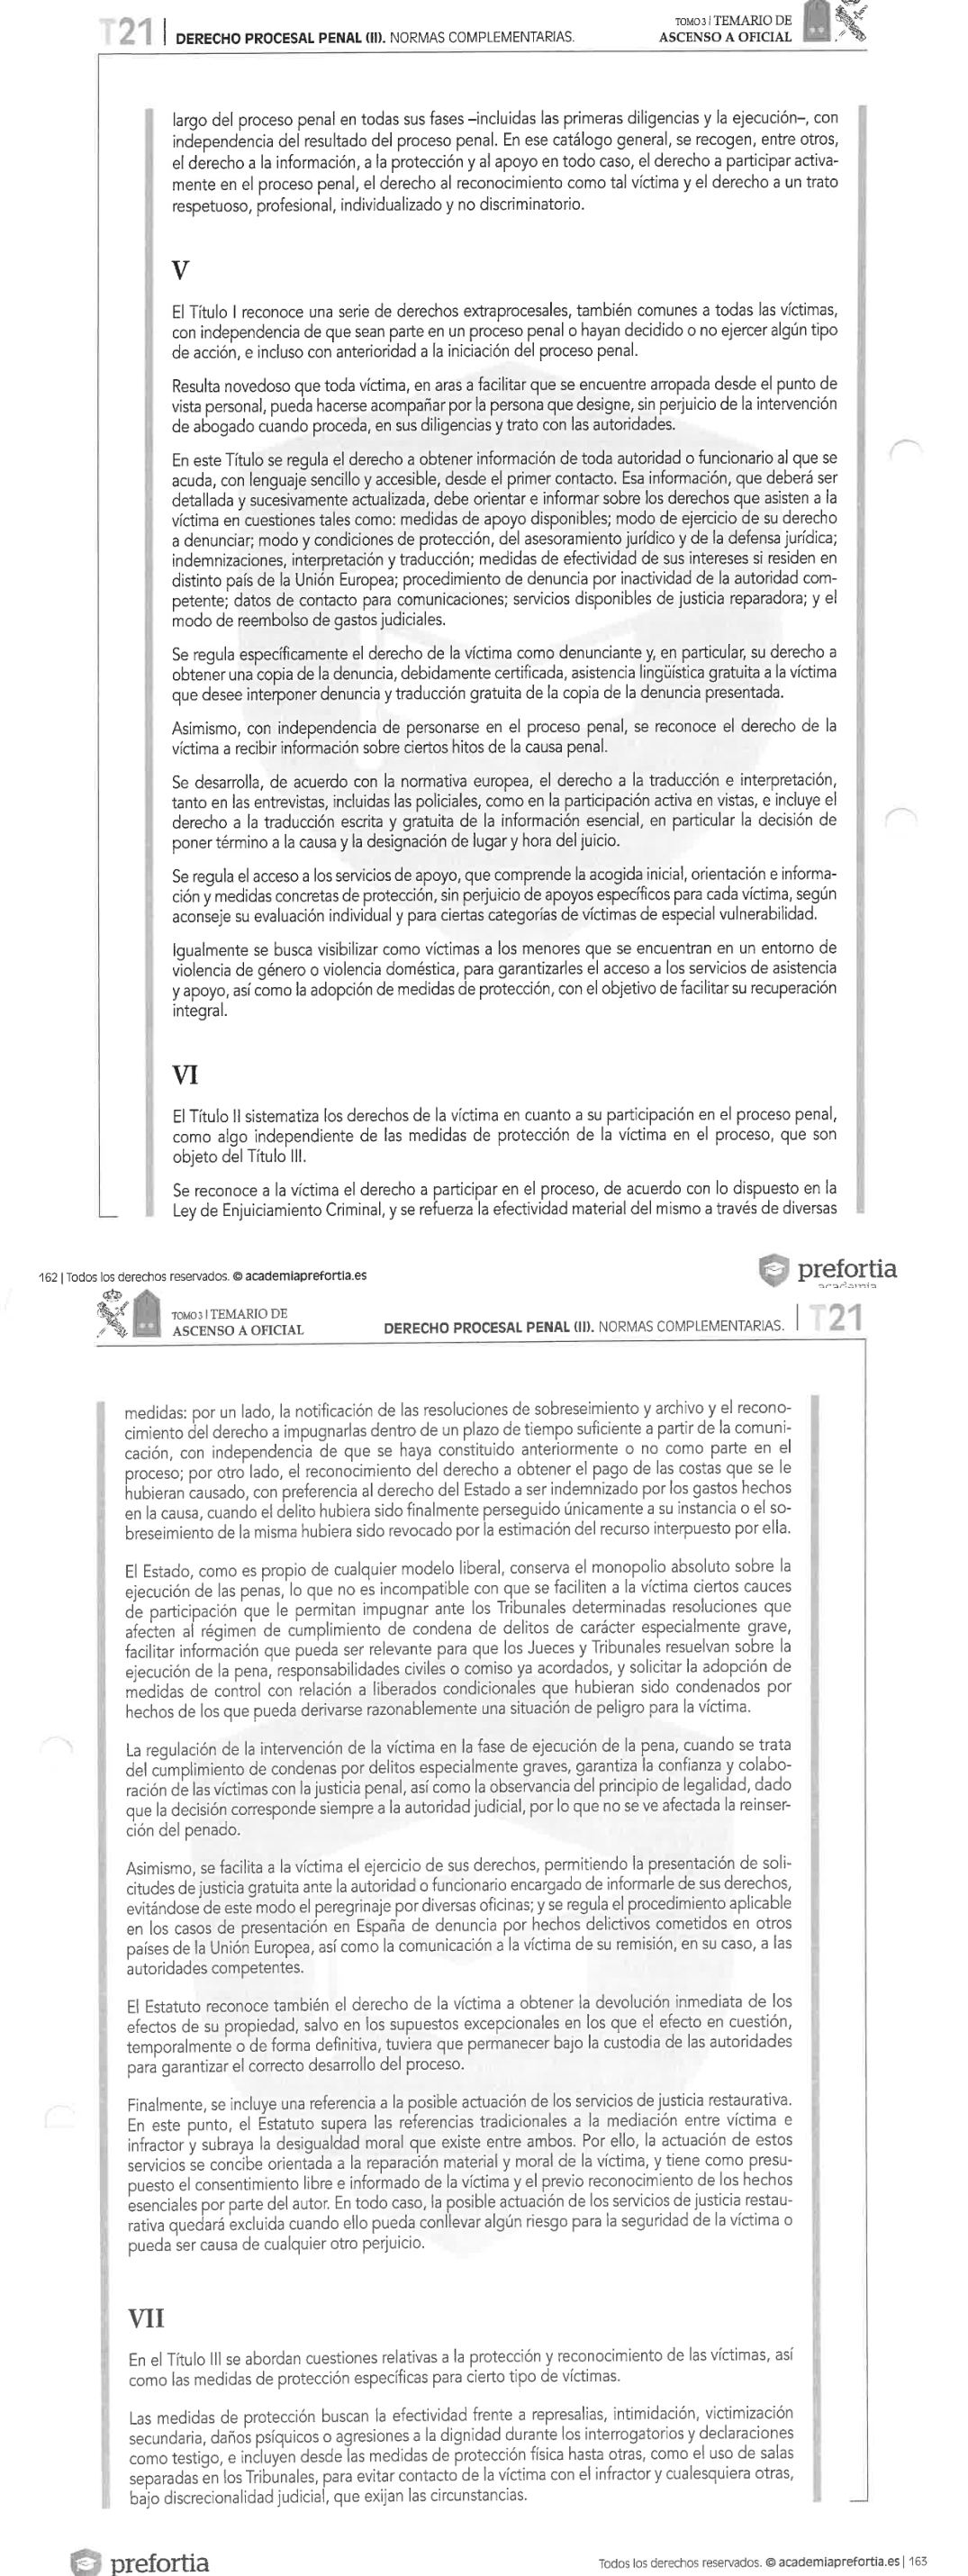 T21 | DERECHO PROCESAL PENAL (II). NORMAS COMPLEMENTARIAS.
TOMO 3 | TEMARIO DE
ASCENSO A OFICIAL
largo del proceso penal en todas sus fases –incluidas las primeras diligencias y la ejecución–, con
independencia del resultado del proceso penal. En ese catálogo general, se recogen, entre otros,
el derecho a la información, a la protección y al apoyo en todo caso, el derecho a participar activa-
mente en el proceso penal, el derecho al reconocimiento como tal víctima y el derecho a un trato
respetuoso, profesional, individualizado y no discriminatorio.
V
El Título I reconoce una serie de derechos extraprocesales, también comunes a todas las víctimas,
con independencia de que sean parte en un proceso penal o hayan decidido o no ejercer algún tipo
de acción, e incluso con anterioridad a la iniciación del proceso penal.
Resulta novedoso que toda víctima, en aras a facilitar que se encuentre arropada desde el punto de
vista personal, pueda hacerse acompañar por la persona que designe, sin perjuicio de la intervención
de abogado cuando proceda, en sus diligencias y trato con las autoridades.
En este Título se regula el derecho a obtener información de toda autoridad o funcionario al que se
acuda, con lenguaje sencillo y accesible, desde el primer contacto. Esa información, que deberá ser
detallada y sucesivamente actualizada, debe orientar e informar sobre los derechos que asisten a la
víctima en cuestiones tales como: medidas de apoyo disponibles; modo de ejercicio de su derecho
a denunciar; modo y condiciones de protección, del asesoramiento jurídico y de la defensa jurídica;
indemnizaciones, interpretación y traducción; medidas de efectividad de sus intereses si residen en
distinto país de la Unión Europea; procedimiento de denuncia por inactividad de la autoridad com-
petente; datos de contacto para comunicaciones; servicios disponibles de justicia reparadora; y el
modo de reembolso de gastos judiciales.
Se regula específicamente el derecho de la víctima como denunciante y, en particular, su derecho a
obtener una copia de la denuncia, debidamente certificada, asistencia lingüística gratuita a la víctima
que desee interponer denuncia y traducción gratuita de la copia de la denuncia presentada.
Asimismo, con independencia de personarse en el proceso penal, se reconoce el derecho de la
víctima a recibir información sobre ciertos hitos de la causa penal.
Se desarrolla, de acuerdo con la normativa europea, el derecho a la traducción e interpretación,
tanto en las entrevistas, incluidas las policiales, como en la participación activa en vistas, e incluye el
derecho a la traducción escrita y gratuita de la información esencial, en particular la decisión de
poner término a la causa y la designación de lugar y hora del juicio.
Se regula el acceso a los servicios de apoyo, que comprende la acogida inicial, orientación e informa-
ción y medidas concretas de protección, sin perjuicio de apoyos específicos para cada víctima, según
aconseje su evaluación individual y para ciertas categorías de víctimas de especial vulnerabilidad.
Igualmente se busca visibilizar como víctimas a los menores que se encuentran en un entorno de
violencia de género o violencia doméstica, para garantizarles el acceso a los servicios de asistencia
y apoyo, así como la adopción de medidas de protección, con el objetivo de facilitar su recuperación
integral.
VI
El Título II sistematiza los derechos de la víctima en cuanto a su participación en el proceso penal,
como algo independiente de las medidas de protección de la víctima en el proceso, que son
objeto del Título III.
Se reconoce a la víctima el derecho a participar en el proceso, de acuerdo con lo dispuesto en la
Ley de Enjuiciamiento Criminal, y se refuerza la efectividad material del mismo a través de diversas
162 | Todos los derechos reservados. © academiaprefortia.es
prefortia
academia
TOMO 3 | TEMARIO DE
ASCENSO A OFICIAL
DERECHO PROCESAL PENAL (II). NORMAS COMPLEMENTARIAS. | T21
medidas: por un lado, la notificación de las resoluciones de sobreseimiento y archivo y el recono-
cimiento del derecho a impugnarlas dentro de un plazo de tiempo suficiente a partir de la comuni-
cación, con independencia de que se haya constituido anteriormente o no como parte en el
proceso; por otro lado, el reconocimiento del derecho a obtener el pago de las costas que se le
hubieran causado, con preferencia al derecho del Estado a ser indemnizado por los gastos hechos
en la causa, cuando el delito hubiera sido finalmente perseguido únicamente a su instancia o el so-
breseimiento de la misma hubiera sido revocado por la estimación del recurso interpuesto por ella.
El Estado, como es propio de cualquier modelo liberal, conserva el monopolio absoluto sobre la
ejecución de las penas, lo que no es incompatible con que se faciliten a la víctima ciertos cauces
de participación que le permitan impugnar ante los Tribunales determinadas resoluciones que
afecten al régimen de cumplimiento de condena de delitos de carácter especialmente grave,
facilitar información que pueda ser relevante para que los Jueces y Tribunales resuelvan sobre la
ejecución de la pena, responsabilidades civiles o comiso ya acordados, y solicitar la adopción de
medidas de control con relación a liberados condicionales que hubieran sido condenados por
hechos de los que pueda derivarse razonablemente una situación de peligro para la víctima.
La regulación de la intervención de la víctima en la fase de ejecución de la pena, cuando se trata
del cumplimiento de condenas por delitos especialmente graves, garantiza la confianza y colabo-
ración de las víctimas con la justicia penal, así como la observancia del principio de legalidad, dado
que la decisión corresponde siempre a la autoridad judicial, por lo que no se ve afectada la reinser-
ción del penado.
Asimismo, se facilita a la víctima el ejercicio de sus derechos, permitiendo la presentación de soli-
citudes de justicia gratuita ante la autoridad o funcionario encargado de informarle de sus derechos,
evitándose de este modo el peregrinaje por diversas oficinas; y se regula el procedimiento aplicable
en los casos de presentación en España de denuncia por hechos delictivos cometidos en otros
países de la Unión Europea, así como la comunicación a la víctima de su remisión, en su caso, a las
autoridades competentes.
El Estatuto reconoce también el derecho de la víctima a obtener la devolución inmediata de los
efectos de su propiedad, salvo en los supuestos excepcionales en los que el efecto en cuestión,
temporalmente o de forma definitiva, tuviera que permanecer bajo la custodia de las autoridades
para garantizar el correcto desarrollo del proceso.
Finalmente, se incluye una referencia a la posible actuación de los servicios de justicia restaurativa.
En este punto, el Estatuto supera las referencias tradicionales a la mediación entre víctima e
infractor y subraya la desigualdad moral que existe entre ambos. Por ello, la actuación de estos
servicios se concibe orientada a la reparación material y moral de la víctima, y tiene como presu-
puesto el consentimiento libre e informado de la víctima y el previo reconocimiento de los hechos
esenciales por parte del autor. En todo caso, la posible actuación de los servicios de justicia restau-
rativa quedará excluida cuando ello pueda conllevar algún riesgo para la seguridad de la víctima o
pueda ser causa de cualquier otro perjuicio.
VII
En el Título III se abordan cuestiones relativas a la protección y reconocimiento de las víctimas, así
como las medidas de protección específicas para cierto tipo de víctimas.
Las medidas de protección buscan la efectividad frente a represalias, intimidación, victimización
secundaria, daños psíquicos o agresiones a la dignidad durante los interrogatorios y declaraciones
como testigo, e incluyen desde las medidas de protección física hasta otras, como el uso de salas
separadas en los Tribunales, para evitar contacto de la víctima con el infractor y cualesquiera otras,
bajo discrecionalidad judicial, que exijan las circunstancias.
prefortia
Todos los derechos reservados. © academiaprefortia.es | 163